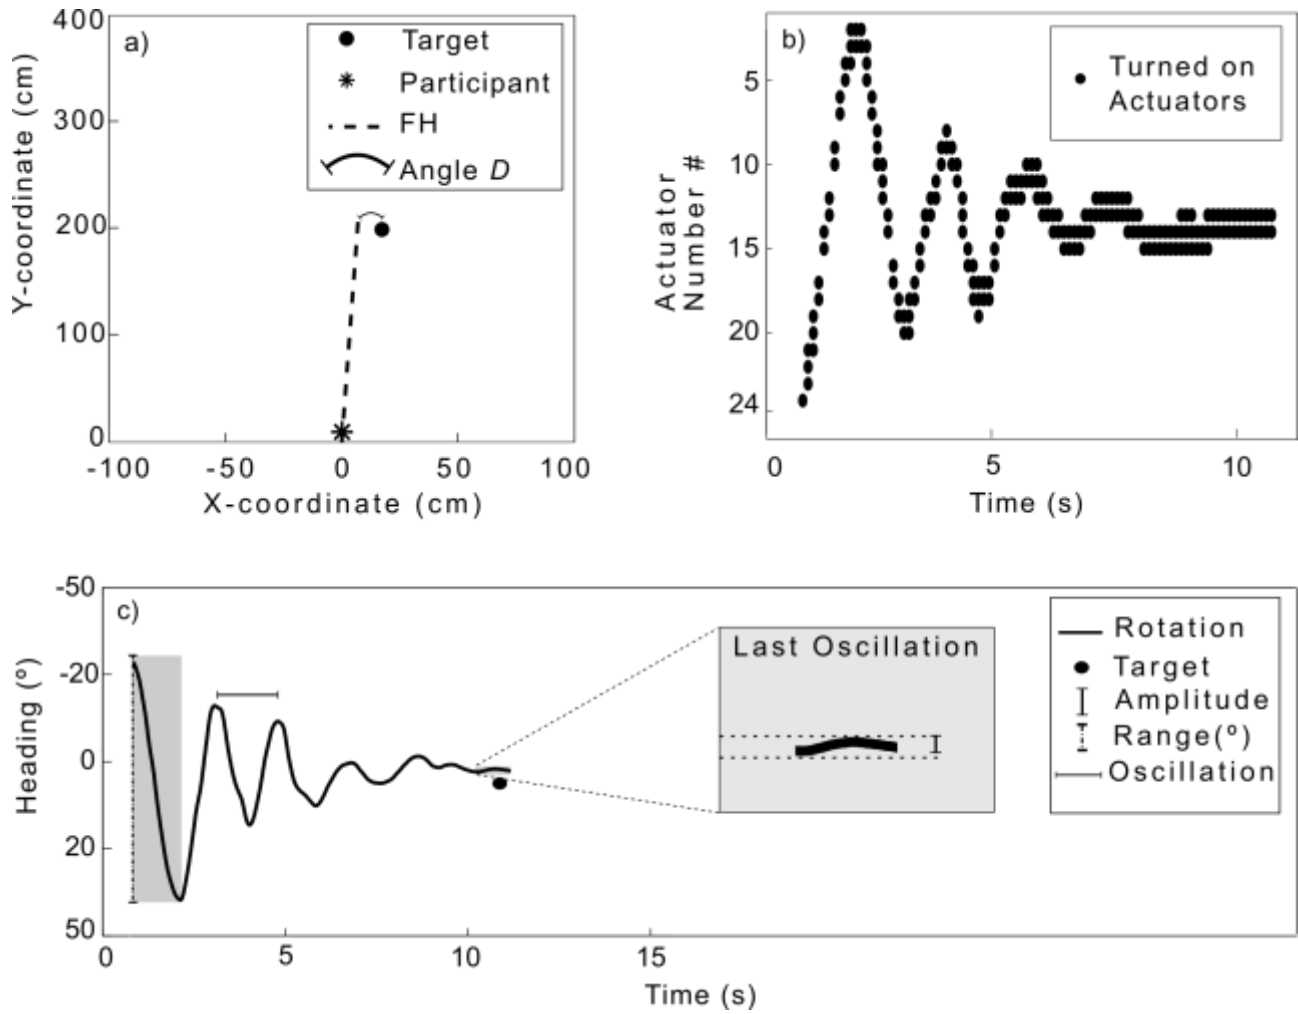 a)
400
300
200
100
0
Y-coordinate (cm)
-100 -50 0 50 100
X-coordinate (cm)
Target
Participant
FH
Angle D
b)
5
10
15
20
24
Actuator
Number #
0 5 10
Time (s)
Turned on
Actuators
c)
-50
-20
0
20
50
Heading (º)
0 5 10 15
Time (s)
Last Oscillation
Rotation
Target
Amplitude
Range(º)
Oscillation